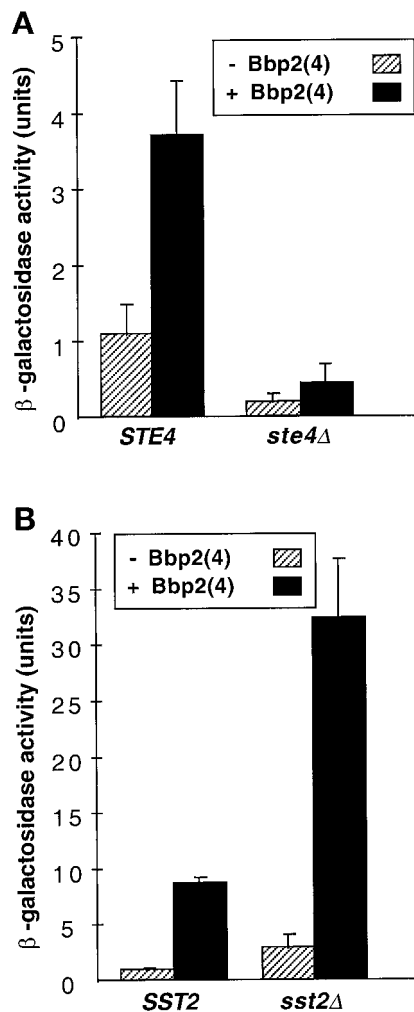 A
β-galactosidase activity (units)
5
4
3
2
1
0
- Bbp2(4)
+ Bbp2(4)
STE4 ste4Δ
B
β-galactosidase activity (units)
40
35
30
25
20
15
10
5
0
- Bbp2(4)
+ Bbp2(4)
SST2 sst2Δ